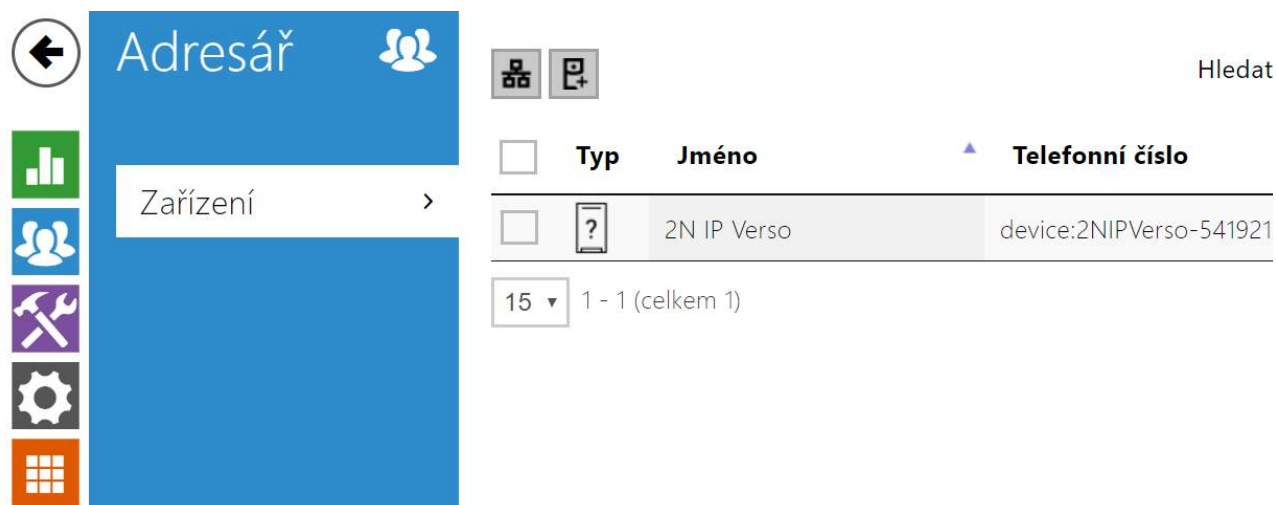 Adresář
Hledat
Typ Jméno Telefonní číslo
Zařízení
? 2N IP Verso device:2NIPVerso-541921
15 1 - 1 (celkem 1)